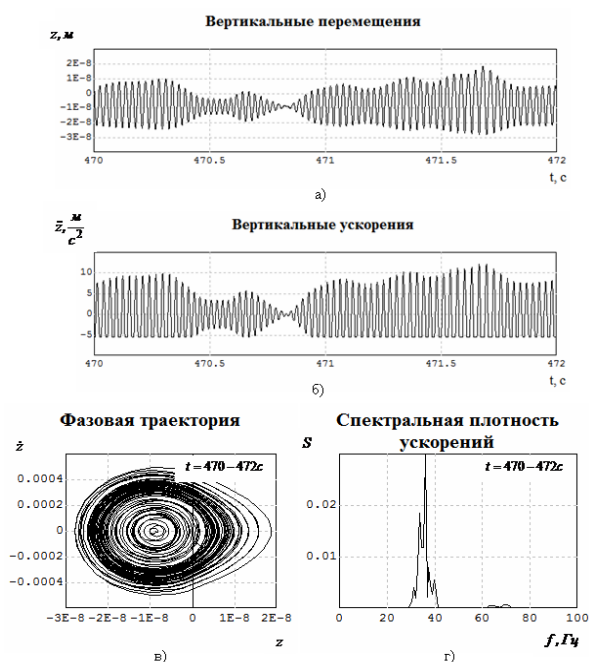 Вертикальные перемещения
z, м
2E-8
1E-8
0
-1E-8
-2E-8
-3E-8
470 470.5 471 471.5 472
t, с
а)
Вертикальные ускорения
z̈, м/с²
10
5
0
-5
470 470.5 471 471.5 472
t, с
б)
Фазовая траектория
ż
t = 470 – 472с
0.0004
0.0002
0
-0.0002
-0.0004
-3E-8 -2E-8 -1E-8 0 1E-8 2E-8
z
в)
Спектральная плотность
ускорений
S
t = 470 – 472с
0.02
0.01
0 20 40 60 80 100
f, Гц
г)